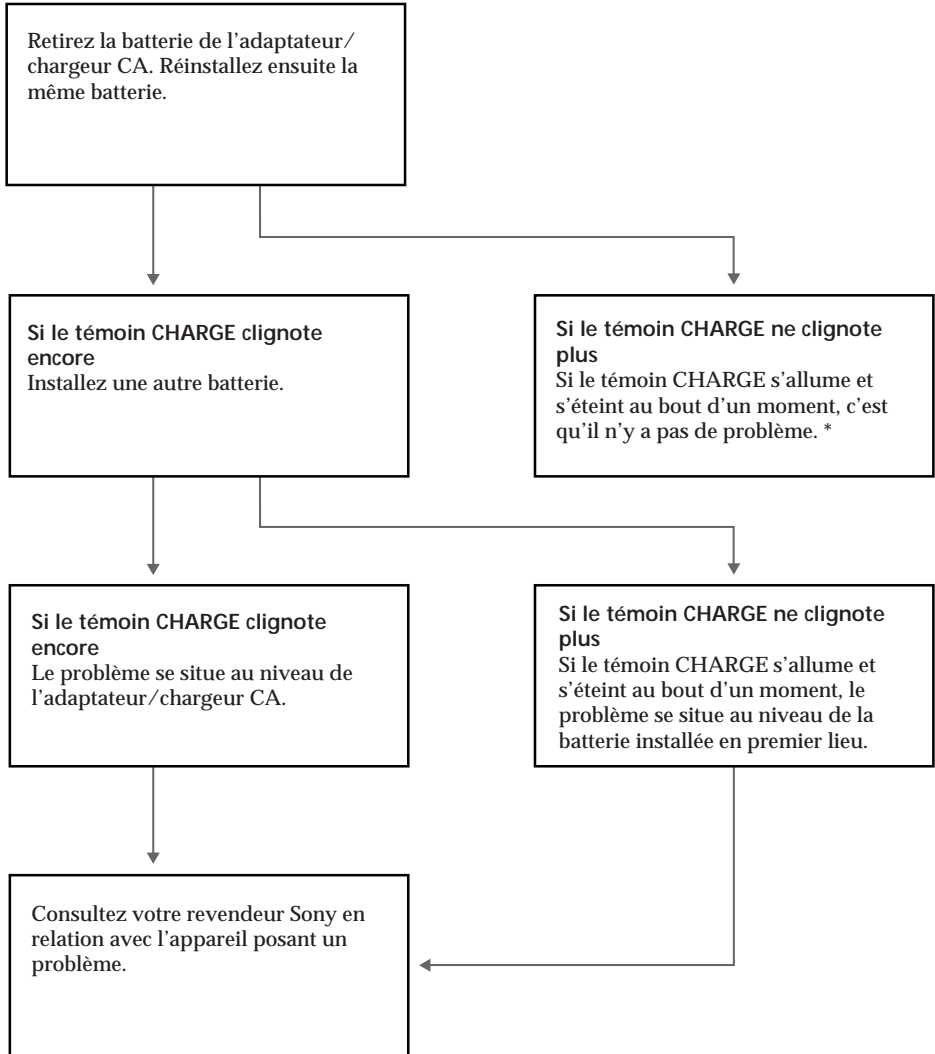 Retirez la batterie de l'adaptateur/
chargeur CA. Réinstallez ensuite la
même batterie.
Si le témoin CHARGE clignote
encore
Installez une autre batterie.
Si le témoin CHARGE ne clignote
plus
Si le témoin CHARGE s'allume et
s'éteint au bout d'un moment, c'est
qu'il n'y a pas de problème. *
Si le témoin CHARGE clignote
encore
Le problème se situe au niveau de
l'adaptateur/chargeur CA.
Si le témoin CHARGE ne clignote
plus
Si le témoin CHARGE s'allume et
s'éteint au bout d'un moment, le
problème se situe au niveau de la
batterie installée en premier lieu.
Consultez votre revendeur Sony en
relation avec l'appareil posant un
problème.